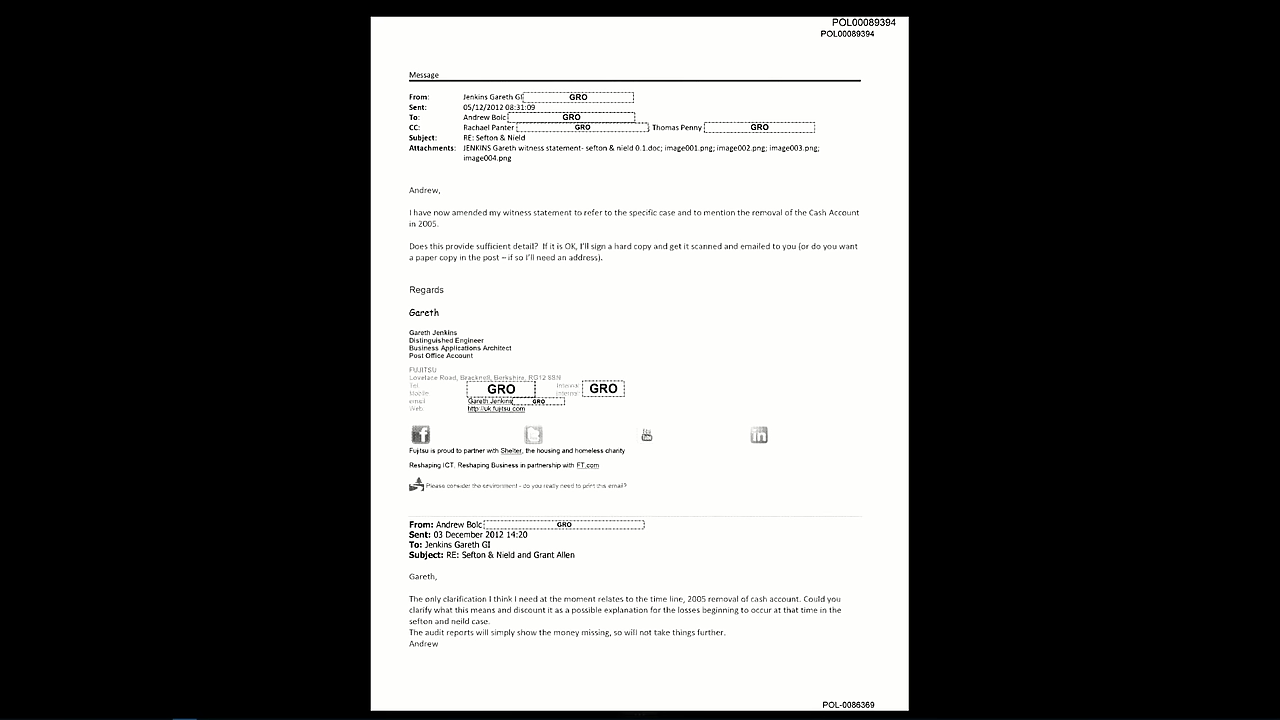 POL00089394
POL00089394
Message
From: Jenkins Gareth GI GRO
Sent: 05/12/2012 08:31:09
To: Andrew Bolc GRO
CC: Rachael Panter GRO ; Thomas Penny GRO
Subject: RE: Sefton & Nield
Attachments: JENKINS Gareth witness statement- sefton & nield 0.1.doc; image001.png; image002.png; image003.png;
image004.png
Andrew,
I have now amended my witness statement to refer to the specific case and to mention the removal of the Cash Account
in 2005.
Does this provide sufficient detail? If it is OK, I'll sign a hard copy and get it scanned and emailed to you (or do you want
a paper copy in the post – if so I'll need an address).
Regards
Gareth
Gareth Jenkins
Distinguished Engineer
Business Applications Architect
Post Office Account
FUJITSU
Lovelace Road, Bracknell, Berkshire, RG12 8SN
Tel GRO Internal GRO
Mobile Internal
email Gareth Jenkins GRO
Web: http://uk.fujitsu.com
Fujitsu is proud to partner with Shelter, the housing and homeless charity
Reshaping ICT. Reshaping Business in partnership with FT.com
Please consider the environment - do you really need to print this email?
From: Andrew Bolc GRO
Sent: 03 December 2012 14:20
To: Jenkins Gareth GI
Subject: RE: Sefton & Nield and Grant Allen
Gareth,
The only clarification I think I need at the moment relates to the time line, 2005 removal of cash account. Could you
clarify what this means and discount it as a possible explanation for the losses beginning to occur at that time in the
sefton and neild case.
The audit reports will simply show the money missing, so will not take things further.
Andrew
POL-0086369